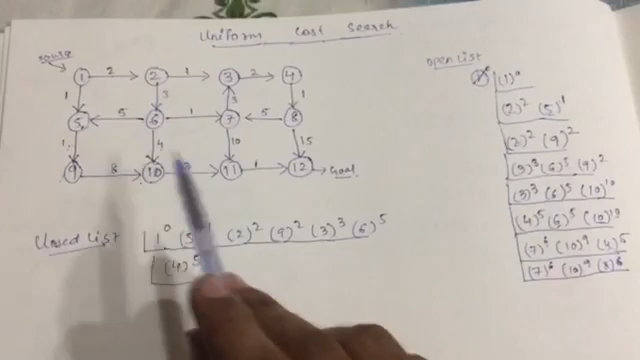 Uniform Cost Search
source
1 2 2 1 3 2 4
1 3 3 1
5 5 6 1 7 5 8
1 4 10 15
9 8 10 11 1 12 Goal
Closed List
1⁰ (5 (2)² (9)² (3)³ (6)⁵
(4)⁵
open List
(1)⁰
(2)² (5)¹
(2)² (9)²
(3)³ (6)⁵ (9)²
(3)³ (6)⁵ (10)¹⁰
(4)⁵ (6)⁵ (10)¹⁰
(7)⁶ (10)⁹ (4)⁵
(7)⁶ (10)⁹ (8)⁶